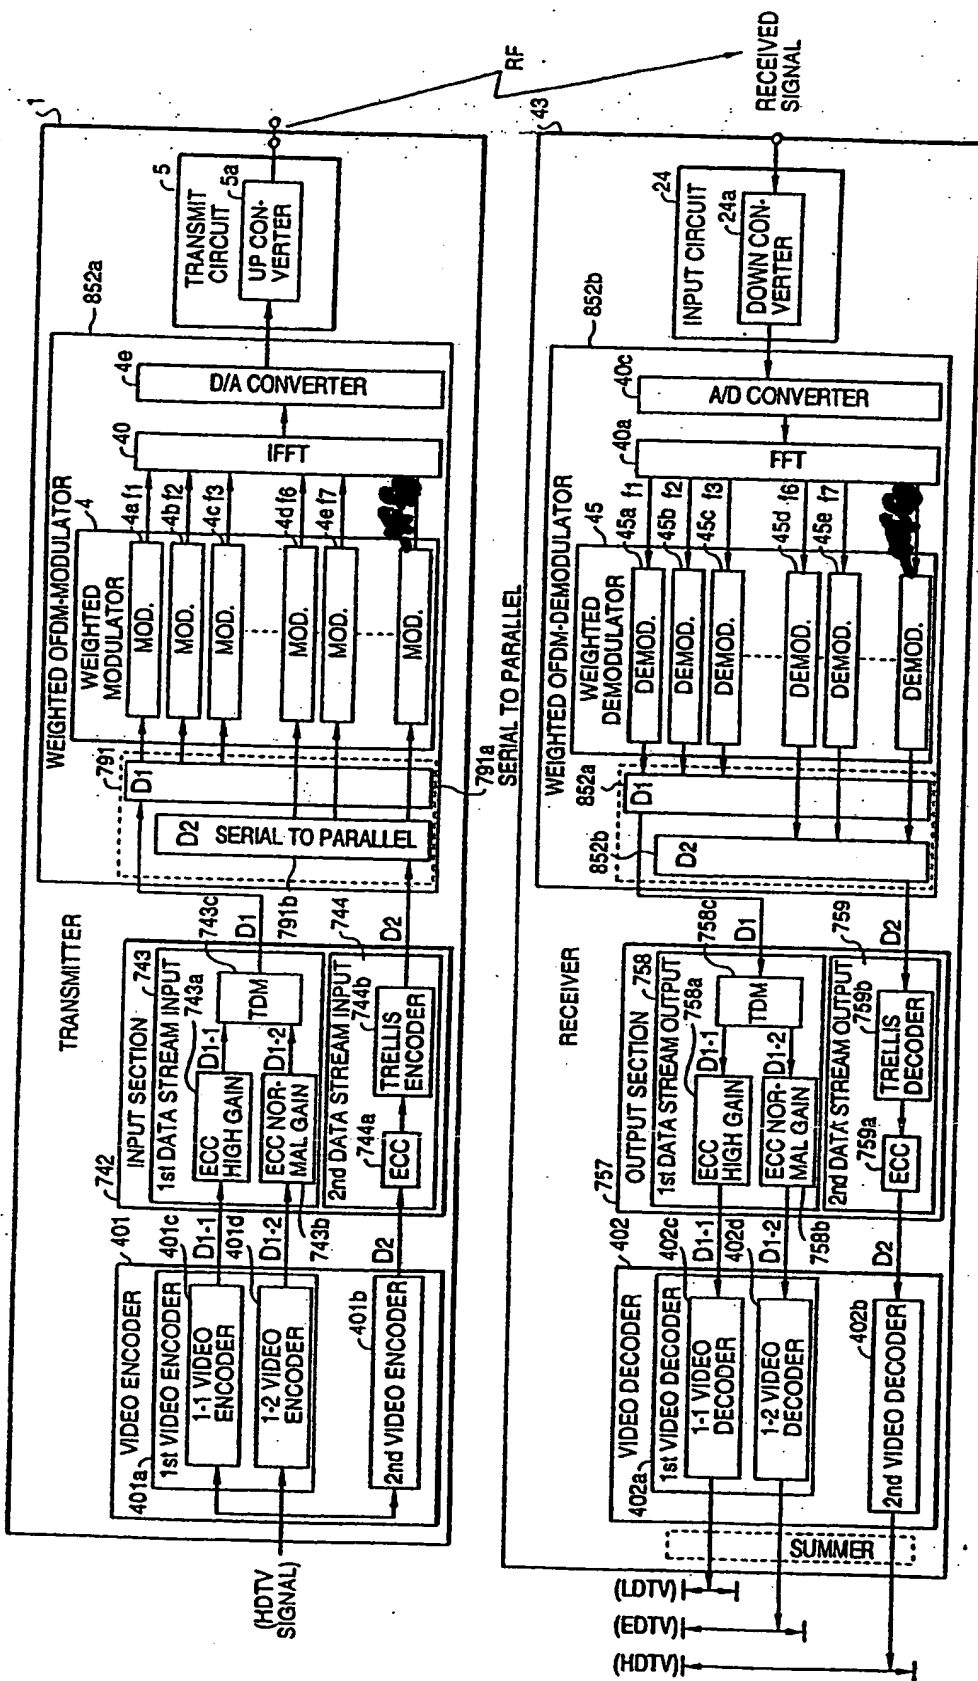 TRANSMITTER
1
(HDTV
SIGNAL)
401
VIDEO ENCODER
401a
1st VIDEO ENCODER
401c
1-1 VIDEO
ENCODER
401d
1-2 VIDEO
ENCODER
401b
2nd VIDEO ENCODER
D1-1
D1-2
D2
742
INPUT SECTION
743
1st DATA STREAM INPUT
743a
ECC
HIGH GAIN
D1-1
743b
ECC NOR-
MAL GAIN
D1-2
743c
TDM
D1
744
2nd DATA STREAM INPUT
744a
ECC
744b
TRELLIS
ENCODER
D2
852a
WEIGHTED OFDM-MODULATOR
791
D1
791b
D2
SERIAL TO PARALLEL
791a
SERIAL TO PARALLEL
4
WEIGHTED
MODULATOR
MOD.
MOD.
MOD.
MOD.
MOD.
MOD.
4a f1
4b f2
4c f3
4d f6
4e f7
40
IFFT
4e
D/A CONVERTER
5
TRANSMIT
CIRCUIT
5a
UP CON-
VERTER
RF
RECEIVER
43
RECEIVED
SIGNAL
24
INPUT CIRCUIT
24a
DOWN CON-
VERTER
852b
WEIGHTED OFDM-DEMODULATOR
40c
A/D CONVERTER
40a
FFT
45
WEIGHTED
DEMODULATOR
45a f1
45b f2
45c f3
45d f6
45e f7
DEMOD.
DEMOD.
DEMOD.
DEMOD.
DEMOD.
DEMOD.
852a
D1
852b
D2
D1
D2
757
OUTPUT SECTION
758
1st DATA STREAM OUTPUT
758a
ECC
HIGH GAIN
D1-1
758b
ECC NOR-
MAL GAIN
D1-2
758c
TDM
759
2nd DATA STREAM OUTPUT
759a
ECC
759b
TRELLIS
DECODER
D1-1
D1-2
D2
402
VIDEO DECODER
402a
1st VIDEO DECODER
402c
1-1 VIDEO
DECODER
402d
1-2 VIDEO
DECODER
402b
2nd VIDEO DECODER
SUMMER
(LDTV)
(EDTV)
(HDTV)